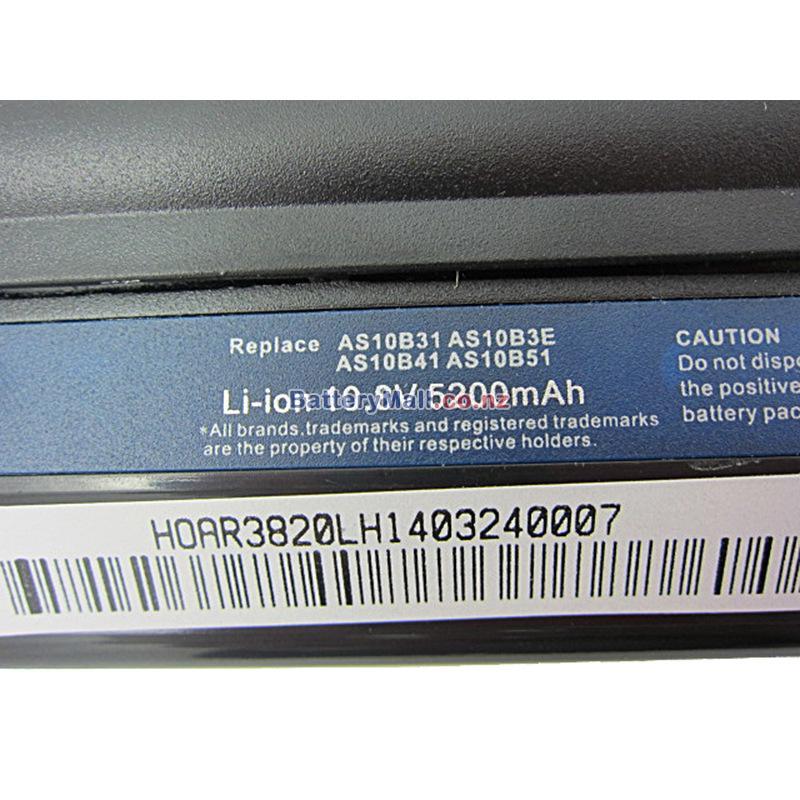 Replace AS10B31 AS10B3E
AS10B41 AS10B51
Li-ion 10.8V 5200mAh
BatteryMall.co.nz
*All brands,trademarks and registered trademarks
are the property of their respective holders.
CAUTION
Do not dispo
the positive
battery pac
HOAR3820LH1403240007